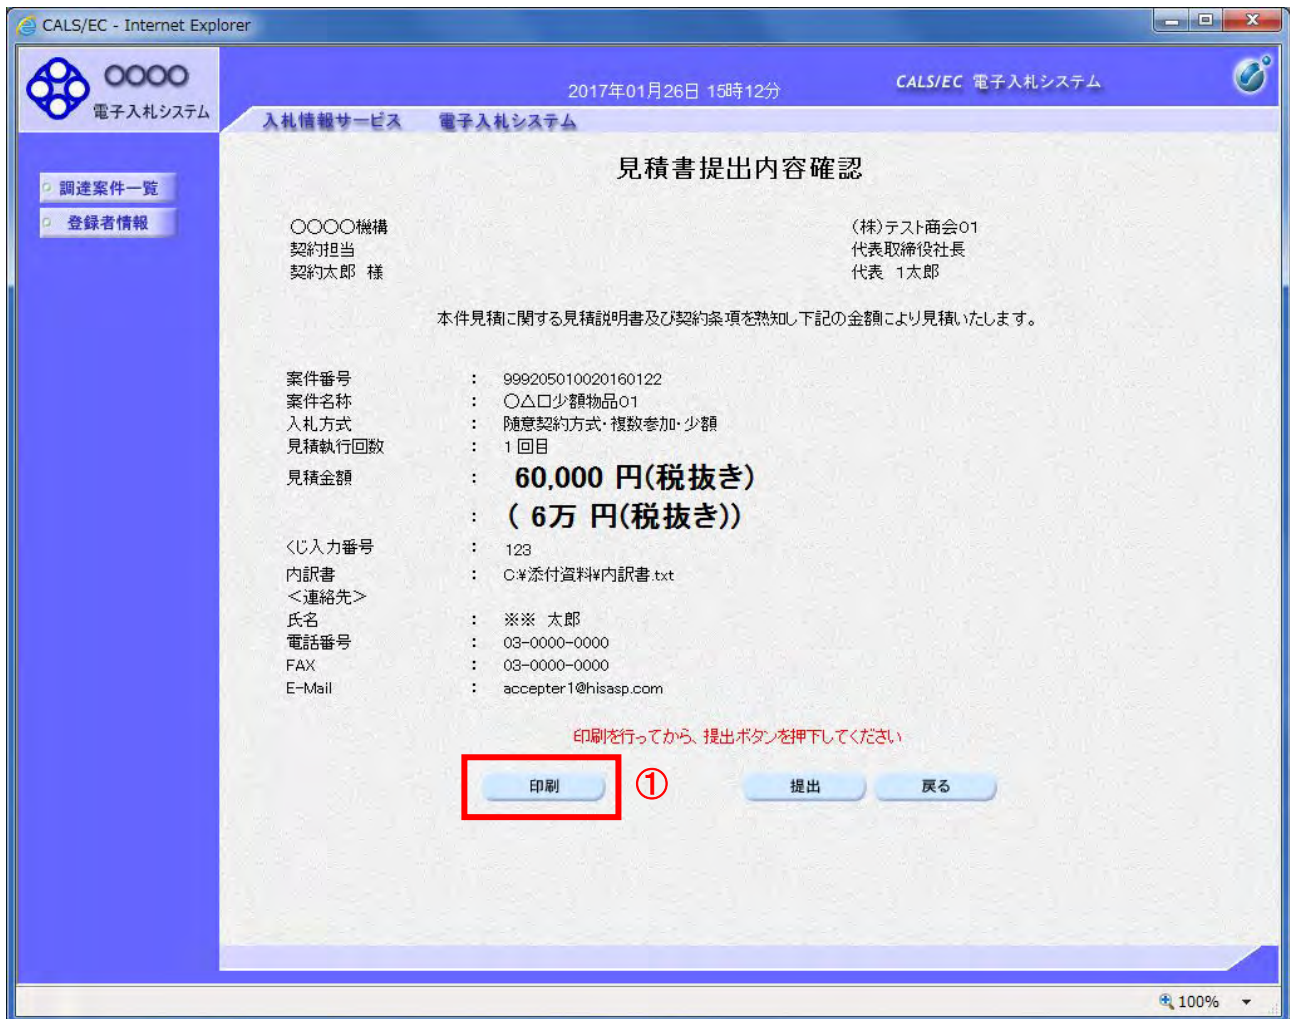 CALS/EC - Internet Explorer
〇〇〇〇
電子入札システム
2017年01月26日 15時12分
CALS/EC 電子入札システム
入札情報サービス 電子入札システム
調達案件一覧
登録者情報
見積書提出内容確認
〇〇〇〇機構
契約担当
契約太郎 様
(株)テスト商会01
代表取締役社長
代表 1太郎
本件見積に関する見積説明書及び契約条項を熟知し下記の金額により見積いたします。
案件番号 : 999205010020160122
案件名称 : 〇△口少額物品01
入札方式 : 随意契約方式・複数参加・少額
見積執行回数 : 1回目
見積金額 : 60,000 円(税抜き)
: ( 6万 円(税抜き))
くじ入力番号 : 123
内訳書 : C:¥添付資料¥内訳書.txt
<連絡先>
氏名 : ※※ 太郎
電話番号 : 03-0000-0000
FAX : 03-0000-0000
E-Mail : accepter1@hisasp.com
印刷を行ってから、提出ボタンを押下してください
印刷 ① 提出 戻る
100%